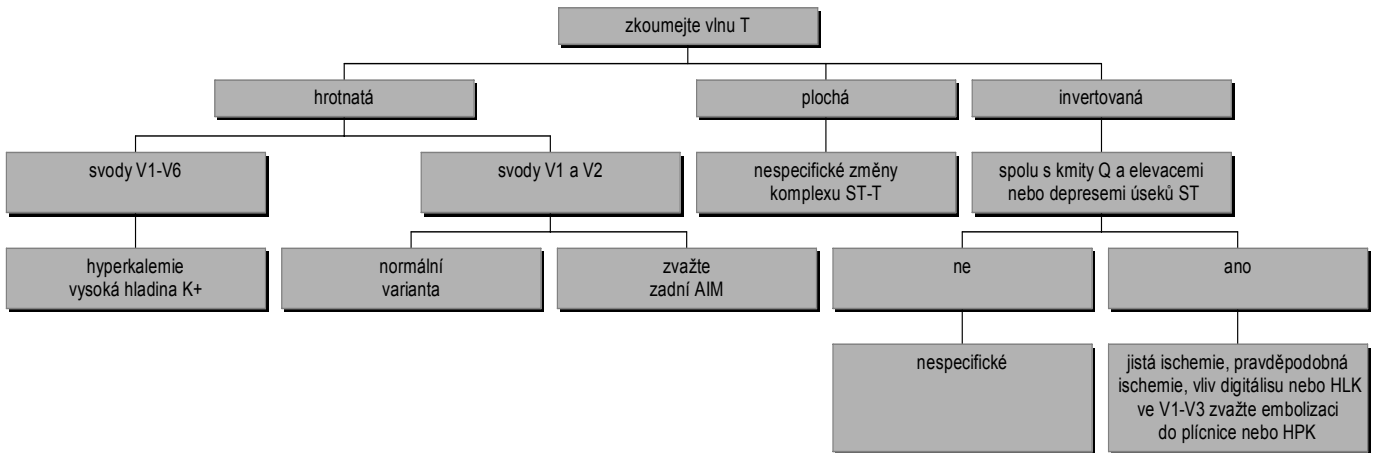 zkoumejte vlnu T
hrotnatá
plochá
invertovaná
svody V1-V6
svody V1 a V2
nespecifické změny
komplexu ST-T
spolu s kmity Q a elevacemi
nebo depresemi úseků ST
hyperkalemie
vysoká hladina K+
normální
varianta
zvažte
zadní AIM
ne
ano
nespecifické
jistá ischemie, pravděpodobná
ischemie, vliv digitálisu nebo HLK
ve V1-V3 zvažte embolizaci
do plícnice nebo HPK